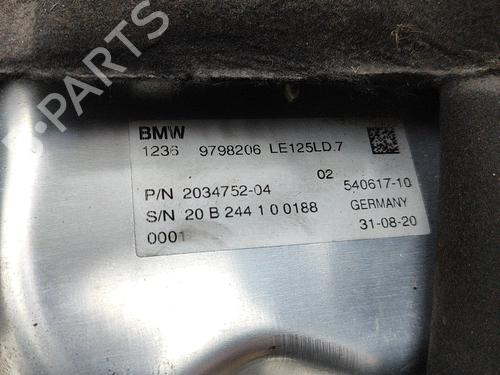 B-PARTS
BMW
1236 9798206 LE125LD.7
02
P/N 2034752-04 540617-10
S/N 20 B 244 1 0 0188 GERMANY
0001 31-08-20